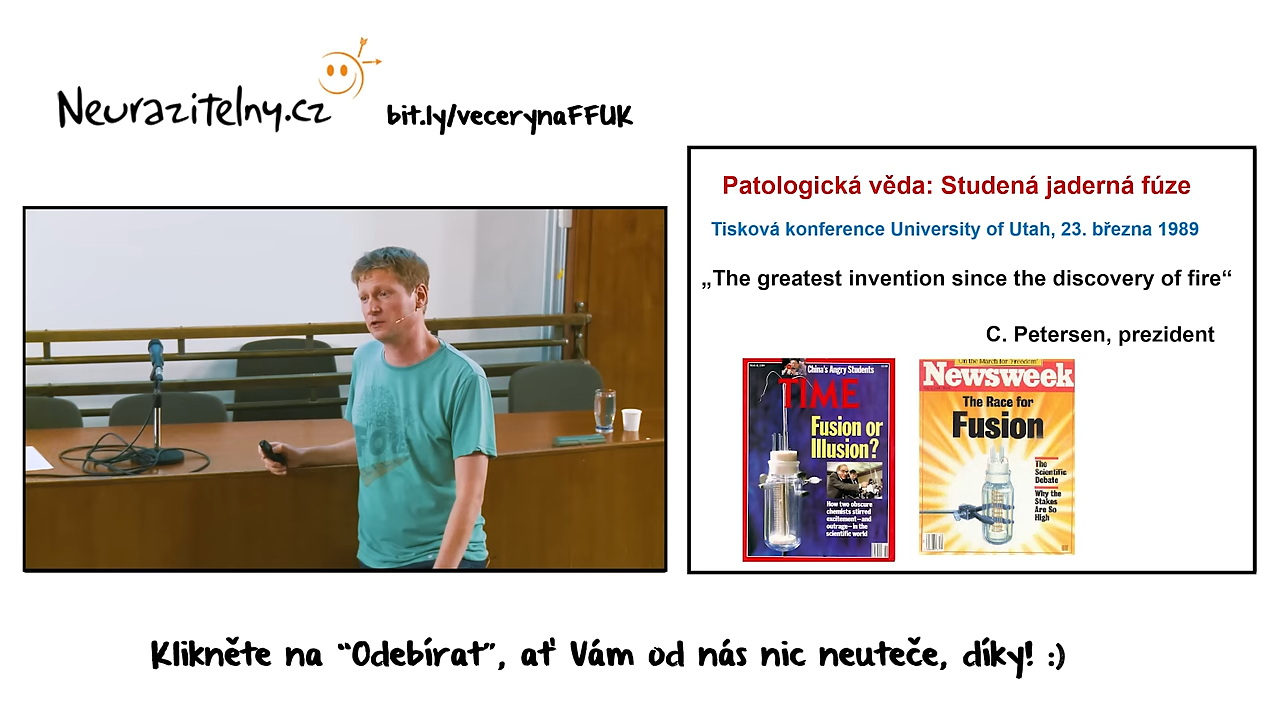 Neurazitelny.cz
bit.ly/vecerynaFFUK
Patologická věda: Studená jaderná fúze
Tisková konference University of Utah, 23. března 1989
„The greatest invention since the discovery of fire“
C. Petersen, prezident
China's Angry Students
TIME
Fusion or
Illusion?
How two obscure
chemists stirred
excitement—and
outrage—in the
scientific world
On the March for 'Freedom'
Newsweek
The Race for
Fusion
The
Scientific
Debate
Why the
Stakes
Are So
High
Klikněte na “Odebírat”, ať Vám od nás nic neuteče, díky! :)